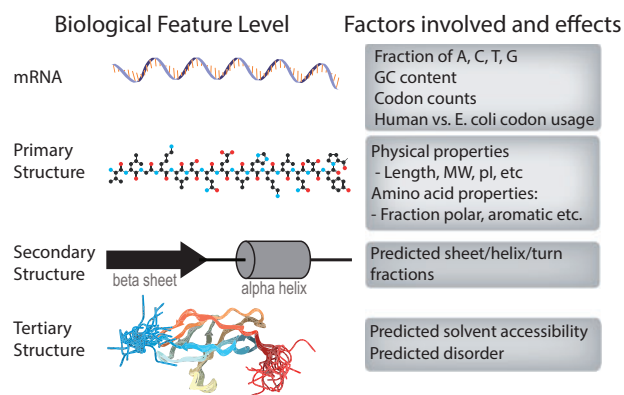 Biological Feature Level
Factors involved and effects
mRNA
Fraction of A, C, T, G
GC content
Codon counts
Human vs. E. coli codon usage
Primary
Structure
Physical properties
- Length, MW, pI, etc
Amino acid properties:
- Fraction polar, aromatic etc.
Secondary
Structure
beta sheet
alpha helix
Predicted sheet/helix/turn
fractions
Tertiary
Structure
Predicted solvent accessibility
Predicted disorder